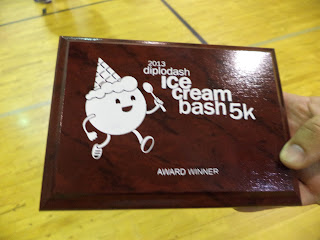 2013
diplodash
ice
cream
bash 5k
AWARD WINNER